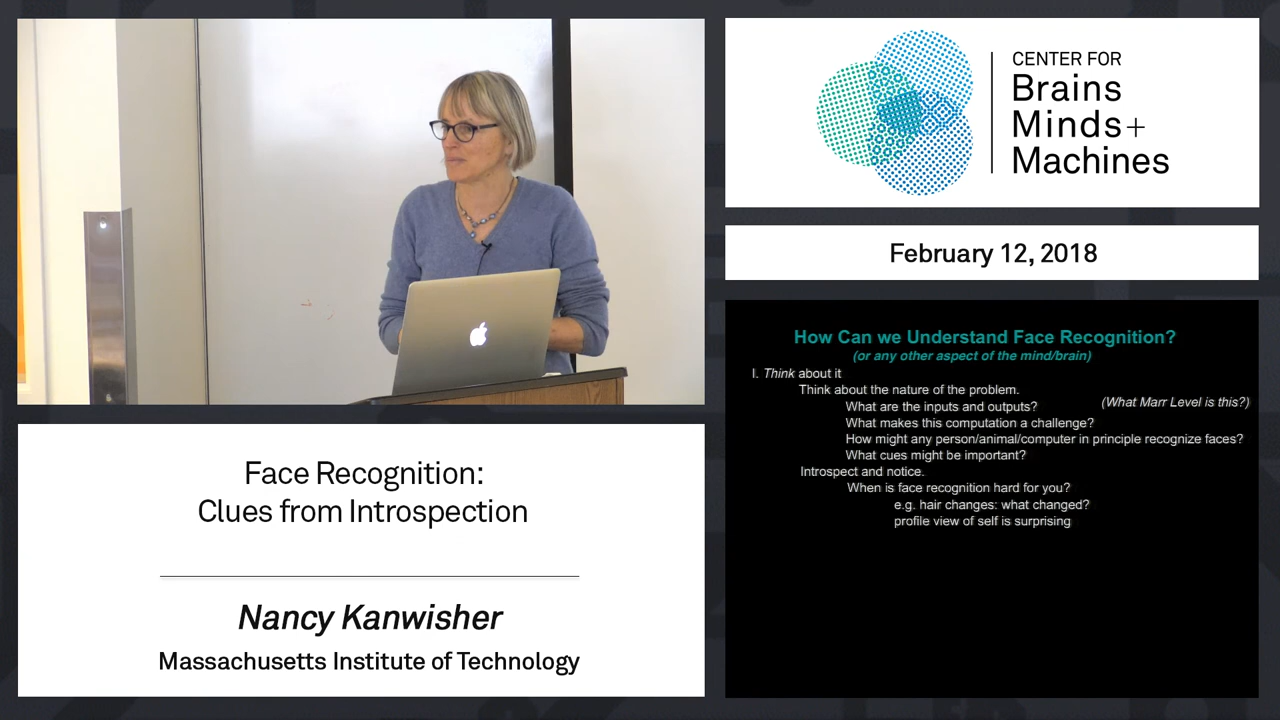 CENTER FOR
Brains
Minds+
Machines
February 12, 2018
How Can we Understand Face Recognition?
(or any other aspect of the mind/brain)
I. Think about it
Think about the nature of the problem.
What are the inputs and outputs?
(What Marr Level is this?)
What makes this computation a challenge?
How might any person/animal/computer in principle recognize faces?
What cues might be important?
Introspect and notice.
When is face recognition hard for you?
e.g. hair changes: what changed?
profile view of self is surprising
Face Recognition:
Clues from Introspection
Nancy Kanwisher
Massachusetts Institute of Technology